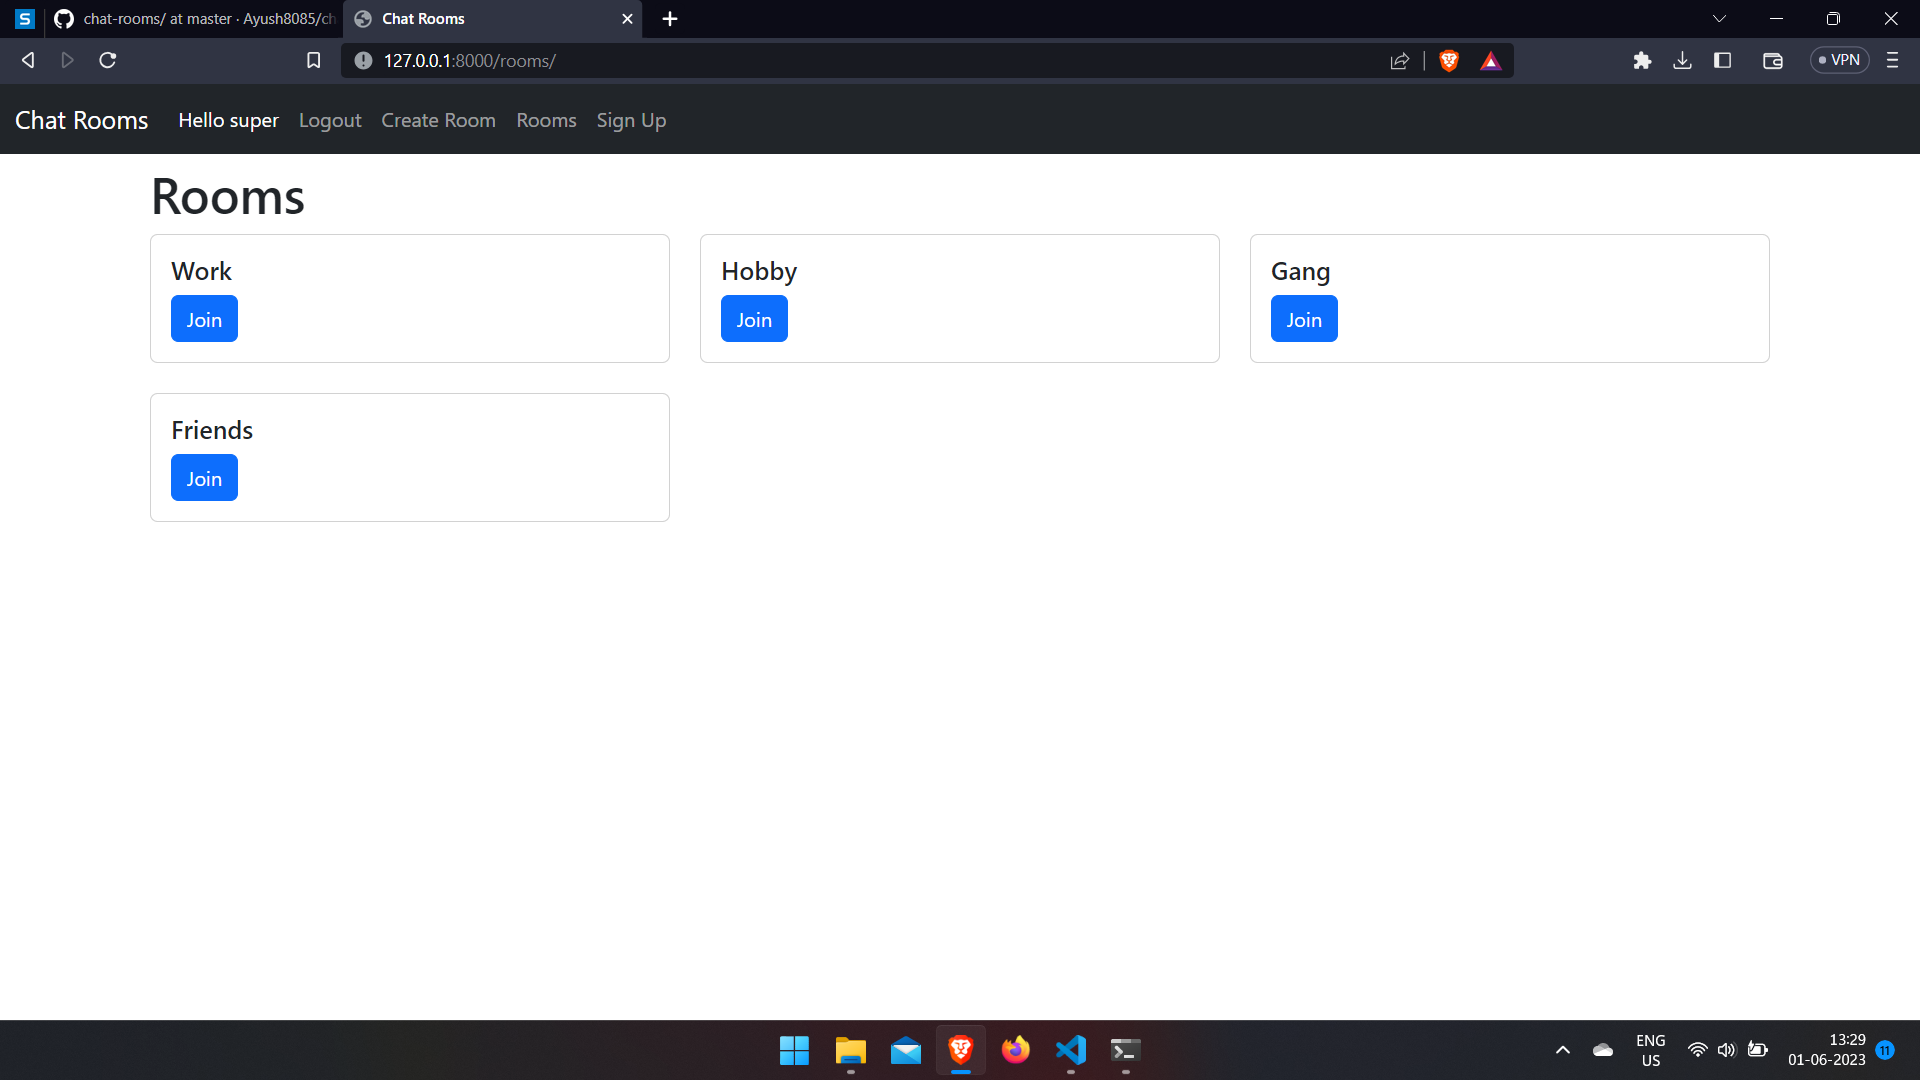 S chat-rooms/ at master · Ayush8085/ch Chat Rooms
127.0.0.1:8000/rooms/ VPN
Chat Rooms Hello super Logout Create Room Rooms Sign Up
Rooms
Work Hobby Gang
Join Join Join
Friends
Join
ENG 13:29
US 01-06-2023 11